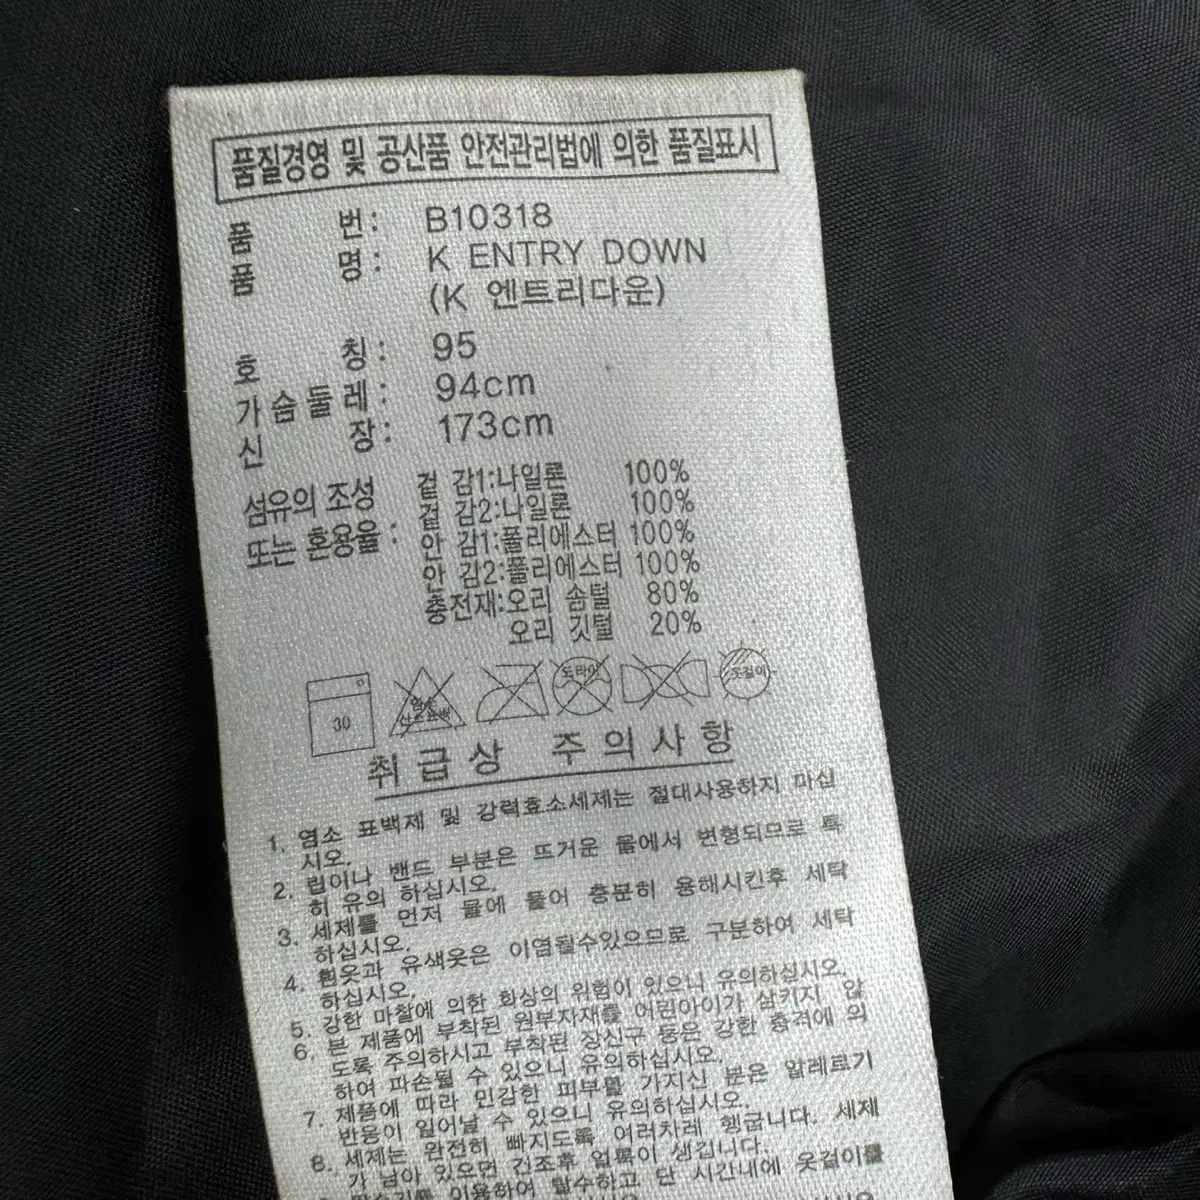 품질경영 및 공산품 안전관리법에 의한 품질표시
품 번: B10318
품 명: K ENTRY DOWN
(K 엔트리다운)
호 칭: 95
가슴둘레: 94cm
신 장: 173cm
섬유의 조성 겉 감1:나일론 100%
또는 혼용율: 겉 감2:나일론 100%
안 감1:폴리에스터 100%
안 감2:폴리에스터 100%
충전재:오리 솜털 80%
오리 깃털 20%
30 염소 산소표백 드라이 옷걸이
취급상 주의사항
1. 염소 표백제 및 강력효소세제는 절대사용하지 마십
시오.
2. 립이나 밴드 부분은 뜨거운 물에서 변형되므로 특
히 유의 하십시오.
3. 세제를 먼저 물에 풀어 충분히 용해시킨후 세탁
하십시오.
4. 흰옷과 유색옷은 이염될수있으므로 구분하여 세탁
하십시오.
5. 강한 마찰에 의한 화상의 위험이 있으니 유의하십시오.
6. 본 제품에 부착된 원부자재를 어린아이가 삼키지 않
도록 주의하시고 부착된 장신구 등은 강한 충격에 의
하여 파손될 수 있으니 유의하십시오.
7. 제품에 따라 민감한 피부를 가지신 분은 알레르기
반응이 일어날 수 있으니 유의하십시오.
8. 세제는 완전히 빠지도록 여러차례 헹굽니다. 세제
가 남아 있으면 건조후 얼룩이 생깁니다.
이용하여 탈수하고 단 시간내에 옷걸이를